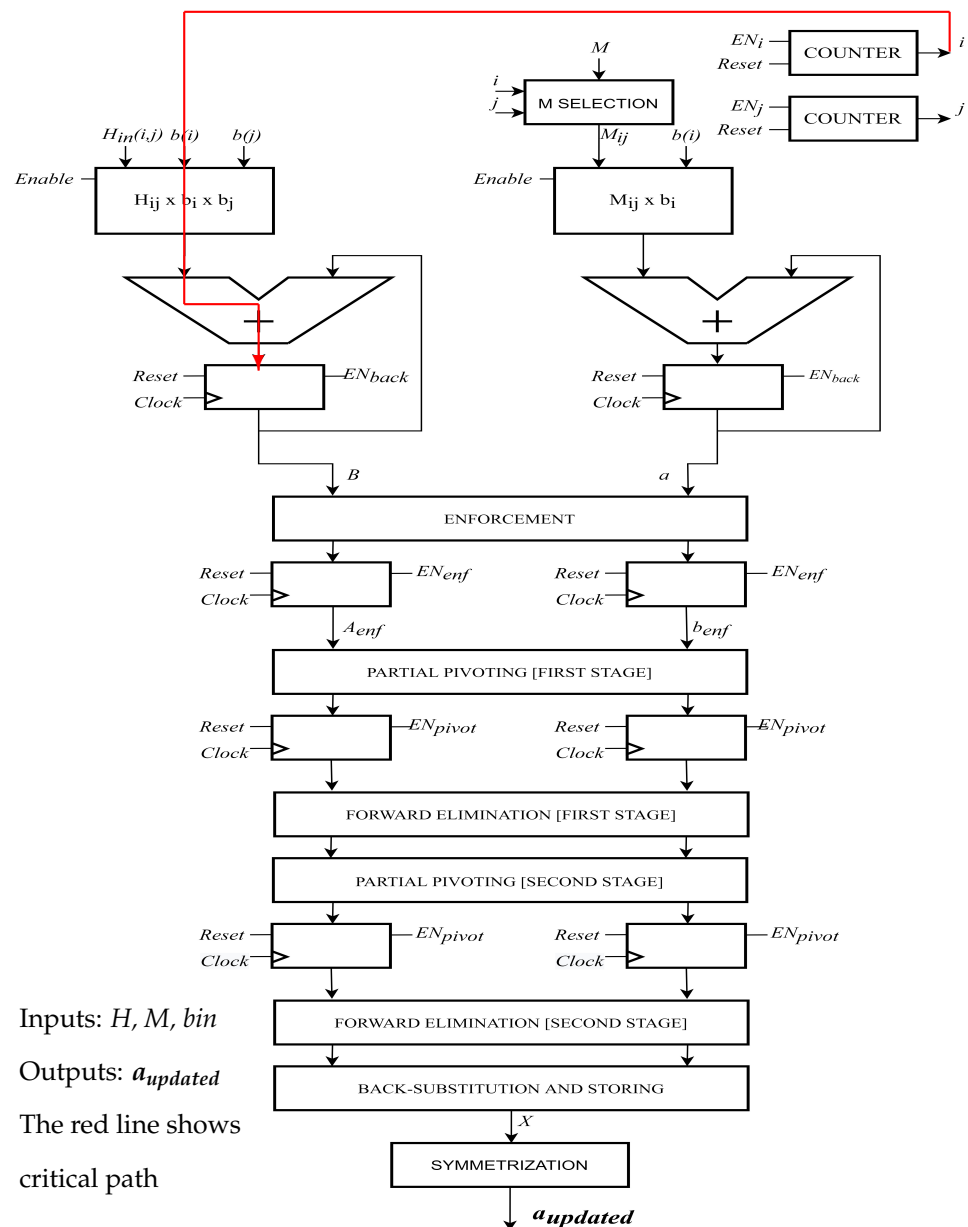 EN_i
COUNTER
i
Reset
M
EN_j
COUNTER
j
Reset
i
j
M SELECTION
H_in(i,j)
b(i)
b(j)
M_ij
b(i)
Enable
H_ij x b_i x b_j
Enable
M_ij x b_i
+
+
Reset
EN_back
Clock
Reset
EN_back
Clock
B
a
ENFORCEMENT
Reset
EN_enf
Clock
Reset
EN_enf
Clock
A_enf
b_enf
PARTIAL PIVOTING [FIRST STAGE]
Reset
EN_pivot
Clock
Reset
EN_pivot
Clock
FORWARD ELIMINATION [FIRST STAGE]
PARTIAL PIVOTING [SECOND STAGE]
Reset
EN_pivot
Clock
Reset
EN_pivot
Clock
FORWARD ELIMINATION [SECOND STAGE]
BACK-SUBSTITUTION AND STORING
X
SYMMETRIZATION
a_updated
Inputs: H, M, bin
Outputs: a_updated
The red line shows
critical path